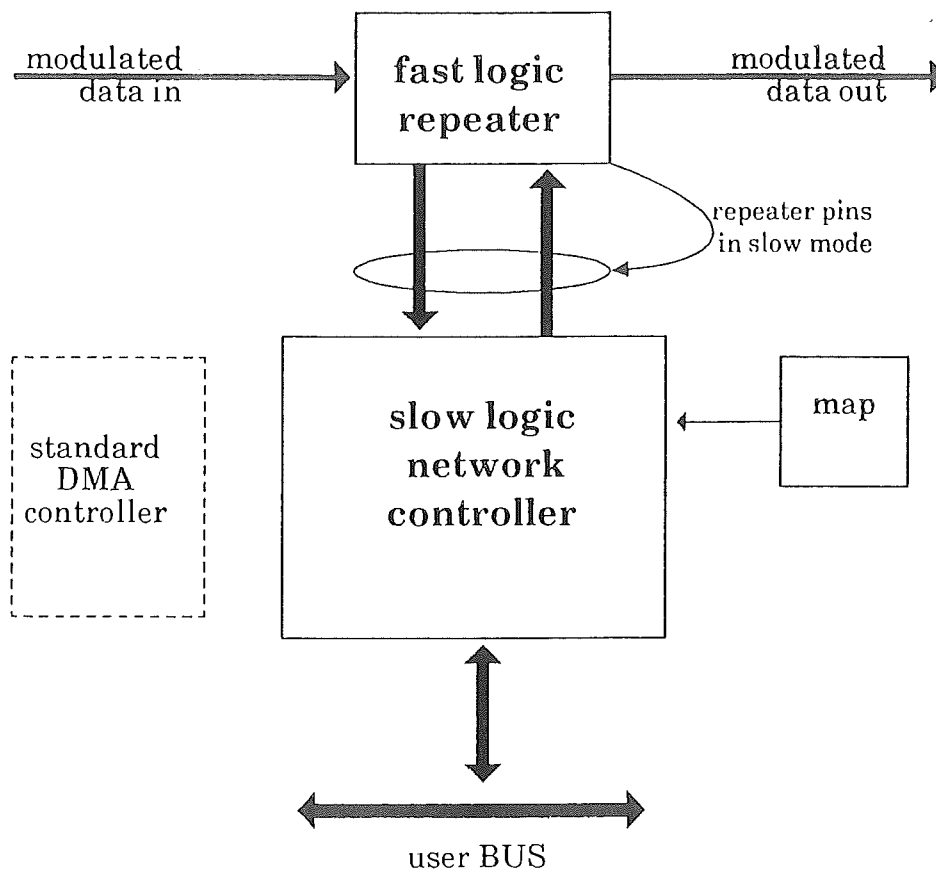 modulated
data in
fast logic
repeater
modulated
data out
repeater pins
in slow mode
standard
DMA
controller
slow logic
network
controller
map
user BUS